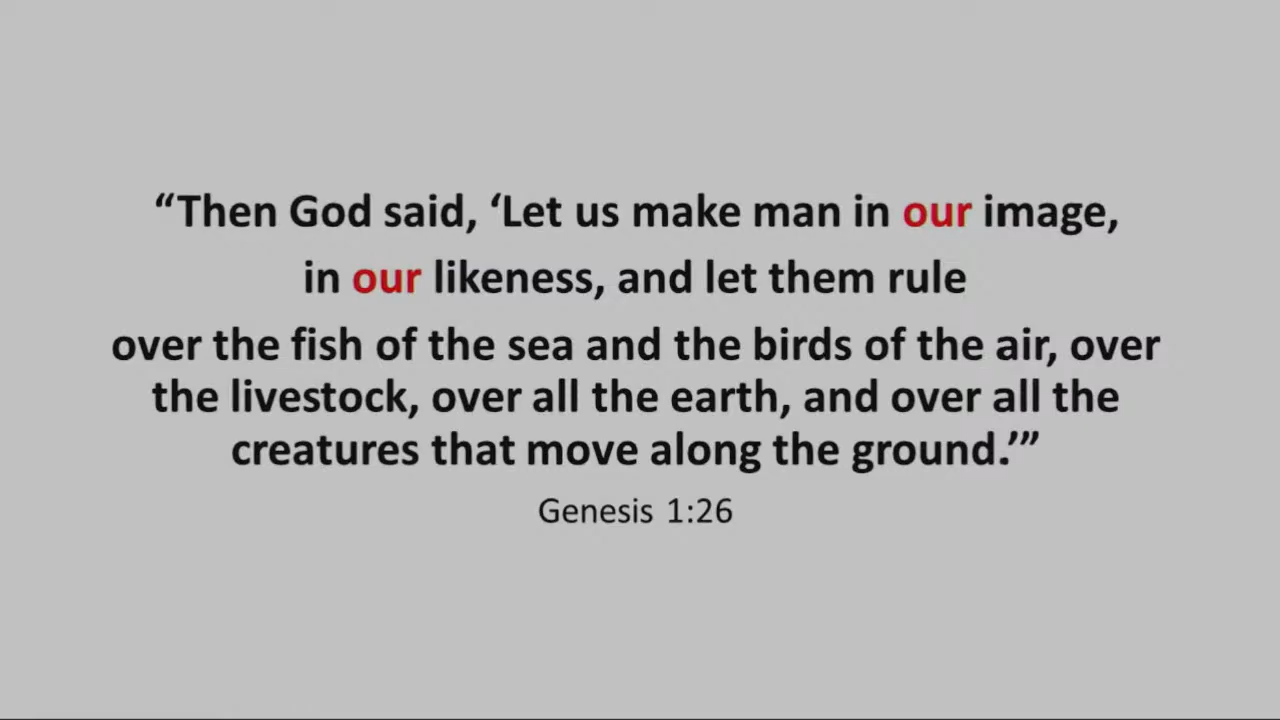 “Then God said, ‘Let us make man in our image,
in our likeness, and let them rule
over the fish of the sea and the birds of the air, over
the livestock, over all the earth, and over all the
creatures that move along the ground.’”
Genesis 1:26